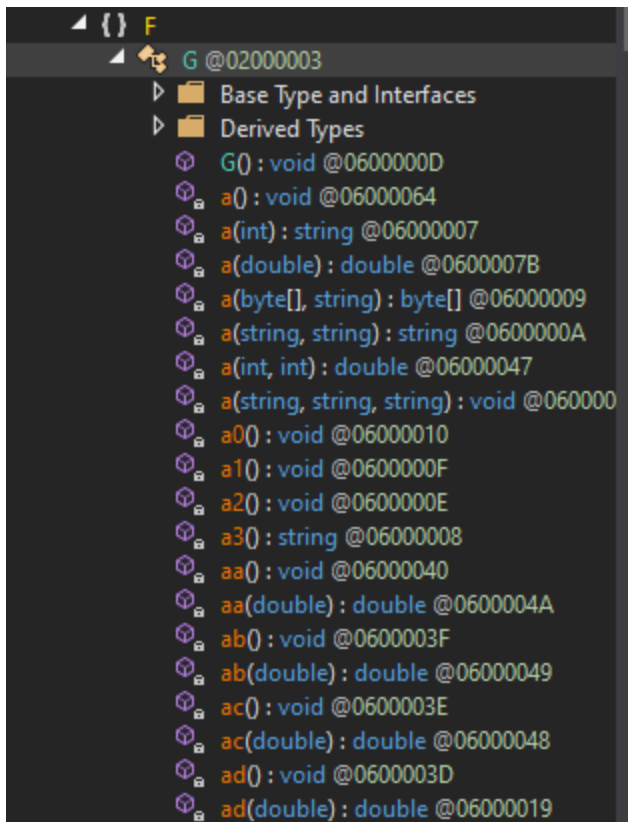 { } F
G @02000003
Base Type and Interfaces
Derived Types
G() : void @0600000D
a() : void @06000064
a(int) : string @06000007
a(double) : double @0600007B
a(byte[], string) : byte[] @06000009
a(string, string) : string @0600000A
a(int, int) : double @06000047
a(string, string, string) : void @060000
a0() : void @06000010
a1() : void @0600000F
a2() : void @0600000E
a3() : string @06000008
aa() : void @06000040
aa(double) : double @0600004A
ab() : void @0600003F
ab(double) : double @06000049
ac() : void @0600003E
ac(double) : double @06000048
ad() : void @0600003D
ad(double) : double @06000019